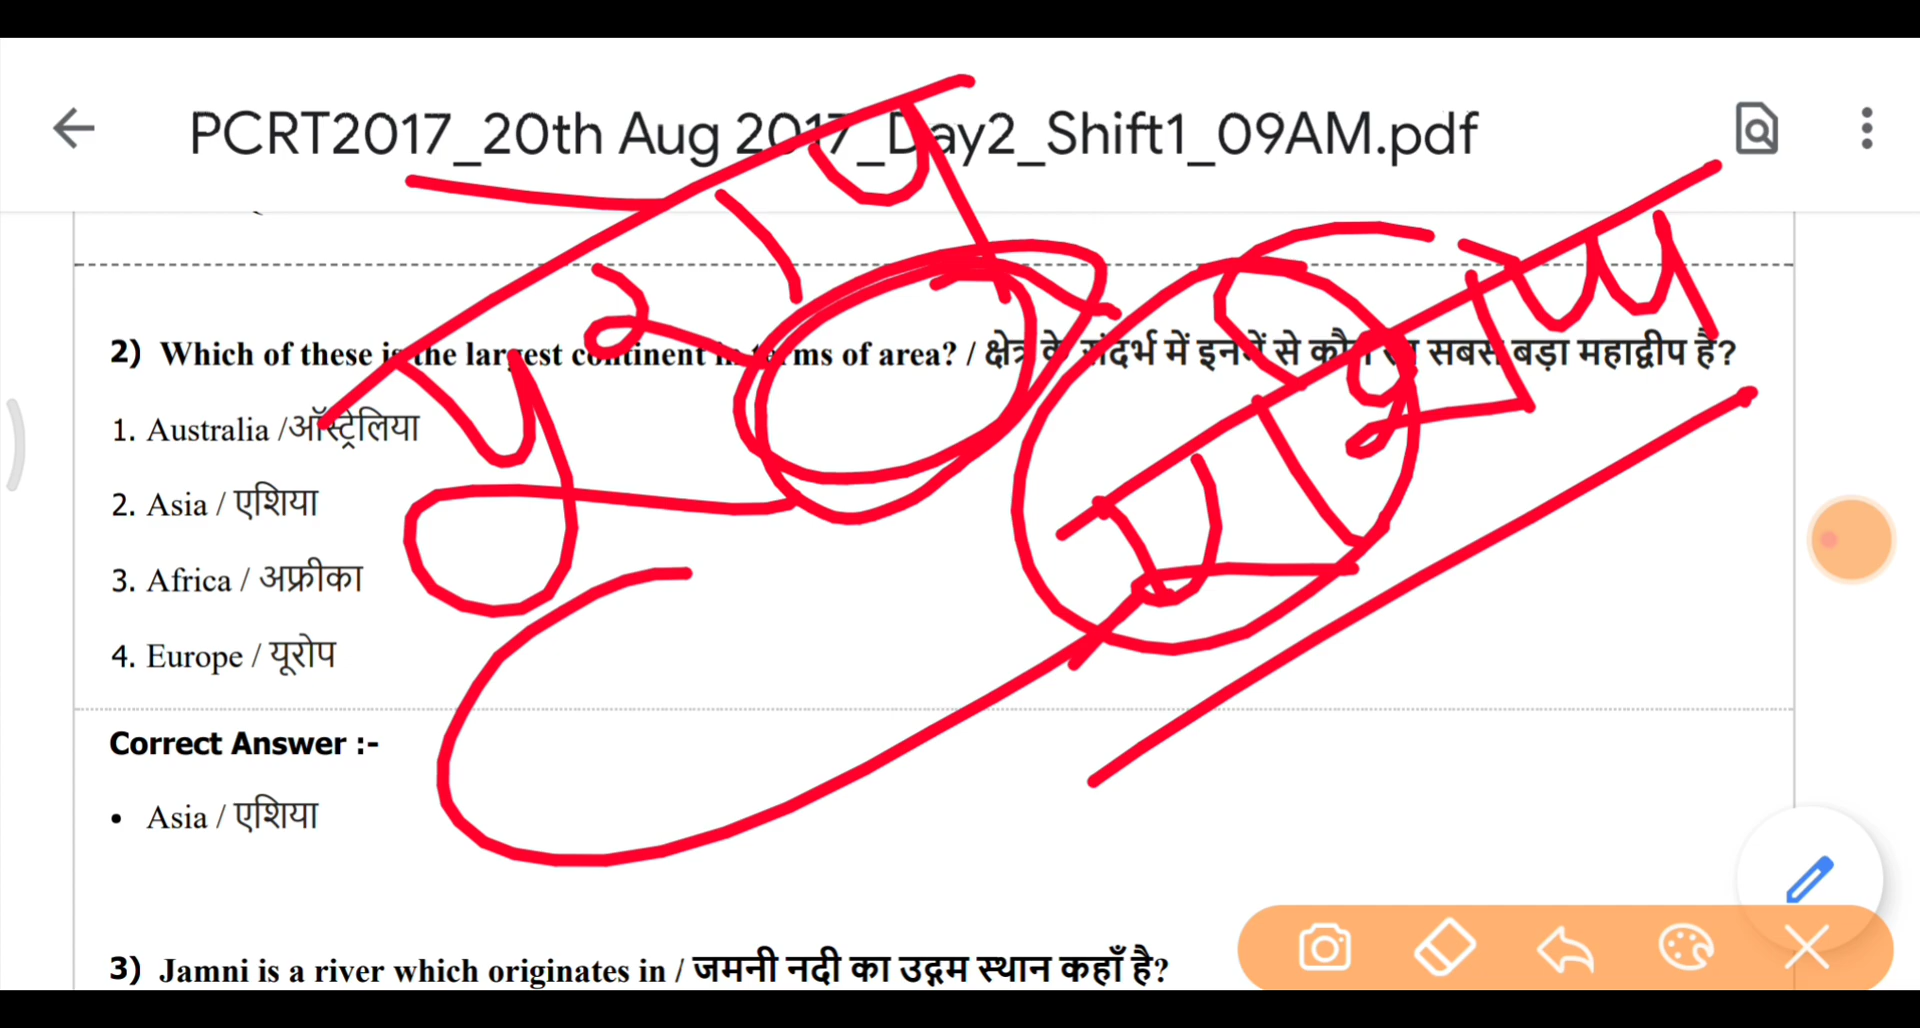 PCRT2017_20th Aug 2017_Day2_Shift1_09AM.pdf
2) Which of these is the largest continent in terms of area? / क्षेत्र के संदर्भ में इनमें से कौन सा सबसे बड़ा महाद्वीप है?
1. Australia /ऑस्ट्रेलिया
2. Asia / एशिया
3. Africa / अफ्रीका
4. Europe / यूरोप
Correct Answer :-
• Asia / एशिया
3) Jamni is a river which originates in / जमनी नदी का उद्गम स्थान कहाँ है?